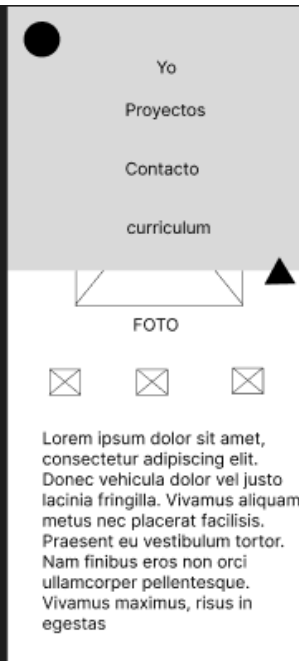 Yo
Proyectos
Contacto
curriculum
FOTO
Lorem ipsum dolor sit amet,
consectetur adipiscing elit.
Donec vehicula dolor vel justo
lacinia fringilla. Vivamus aliquam
metus nec placerat facilisis.
Praesent eu vestibulum tortor.
Nam finibus eros non orci
ullamcorper pellentesque.
Vivamus maximus, risus in
egestas